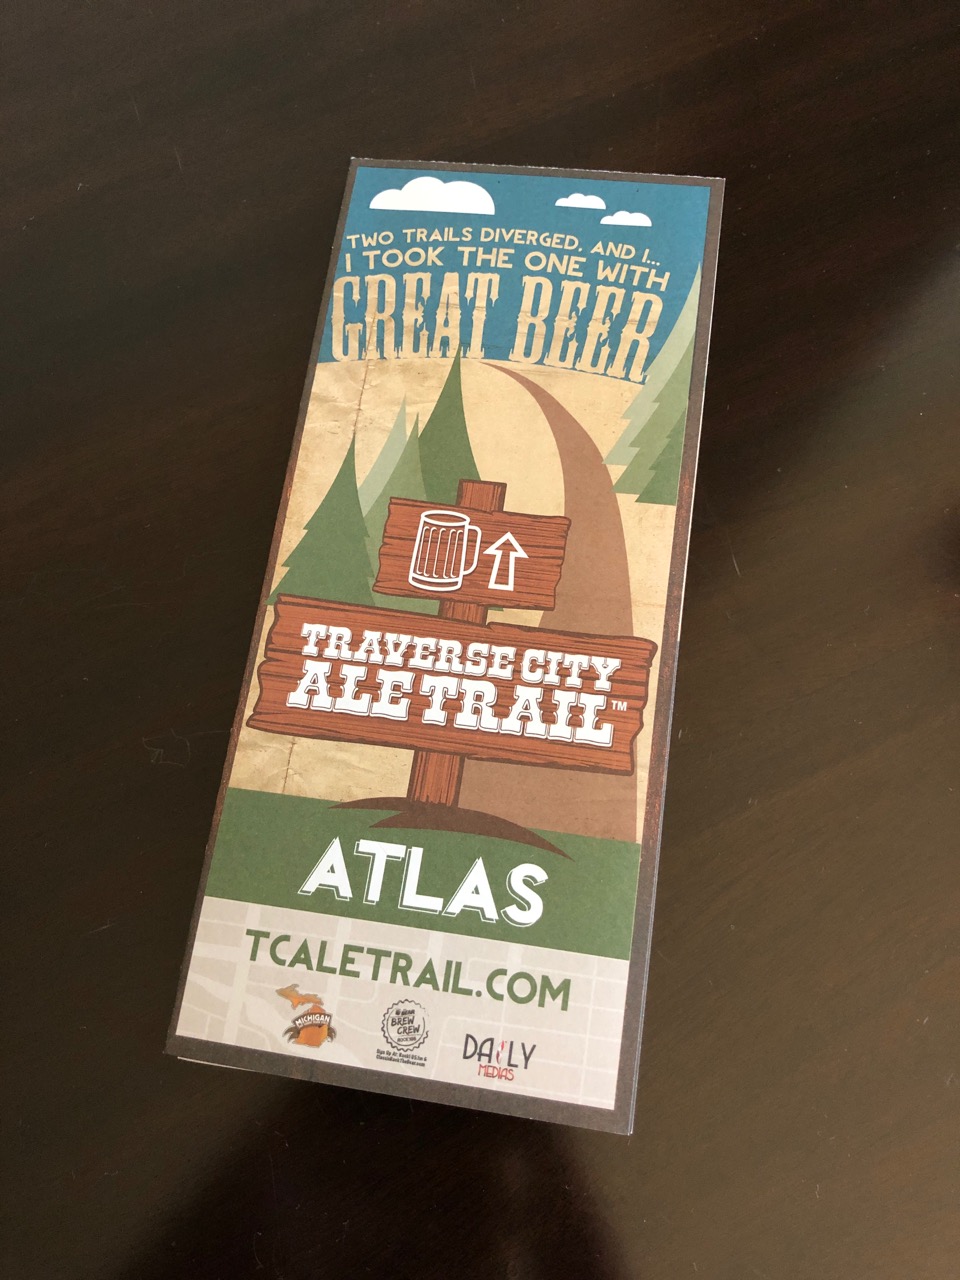 TWO TRAILS DIVERGED, AND I...
I TOOK THE ONE WITH
GREAT BEER
TRAVERSE CITY
ALE TRAIL™
ATLAS
TCALETRAIL.COM
MICHIGAN
BREW
CREW
DAILY
MEDIAS